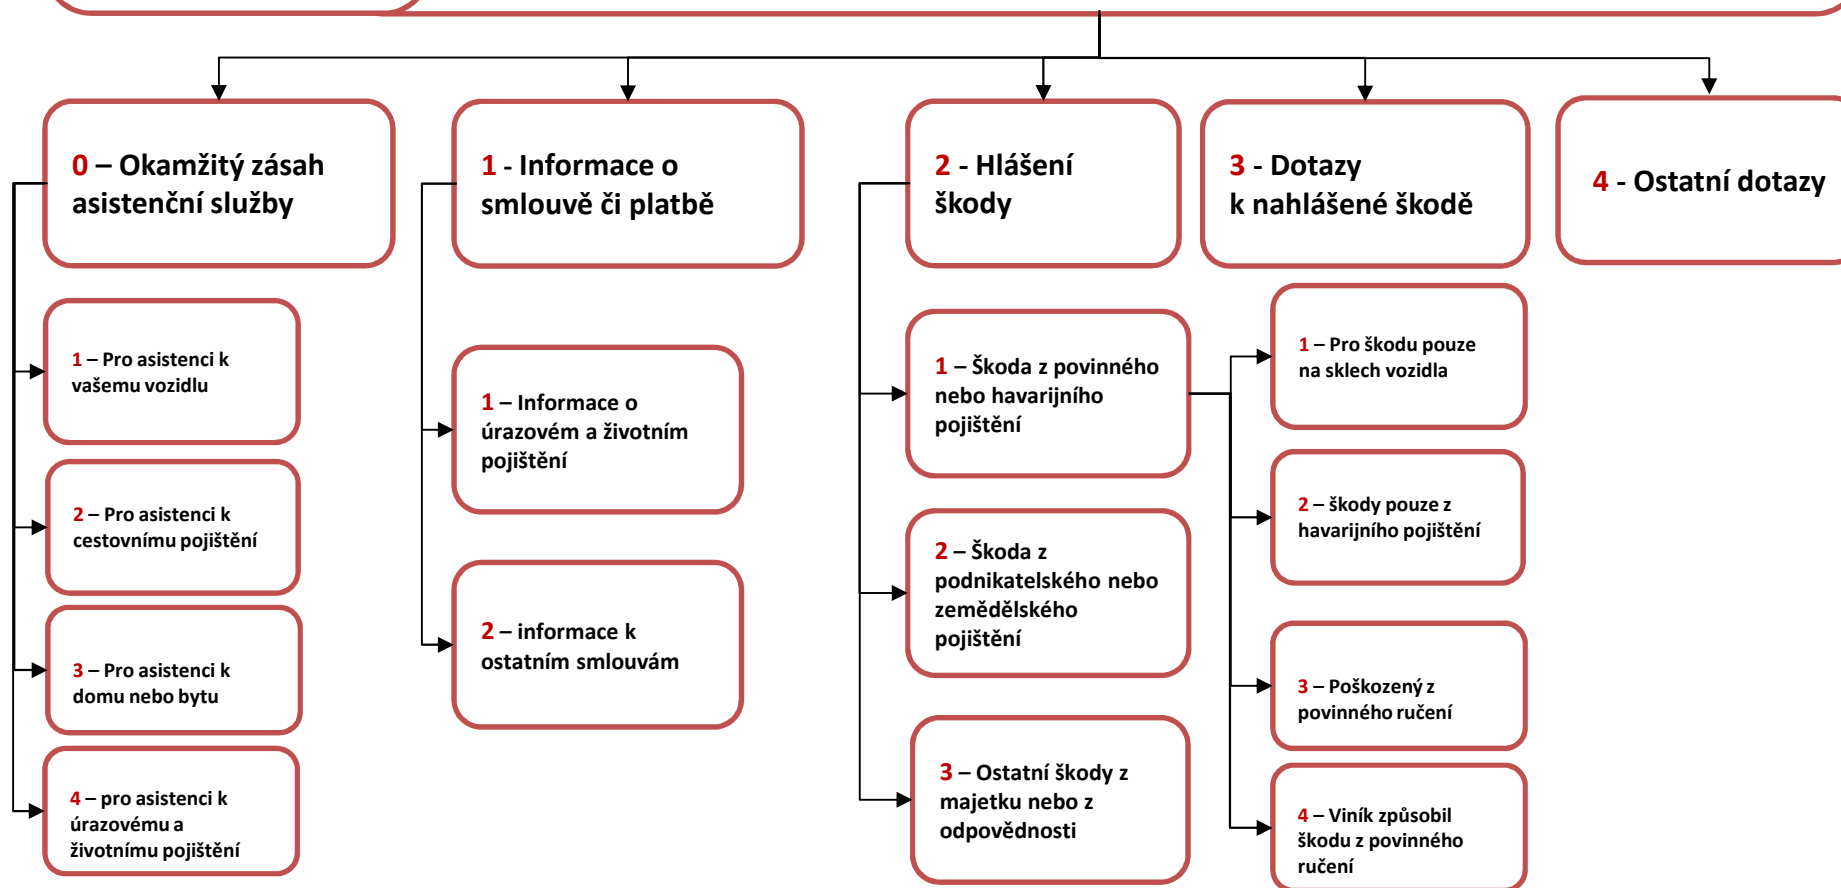 0 – Okamžitý zásah
asistenční služby
1 - Informace o
smlouvě či platbě
2 - Hlášení
škody
3 - Dotazy
k nahlášené škodě
4 - Ostatní dotazy
1 – Pro asistenci k
vašemu vozidlu
2 – Pro asistenci k
cestovnímu pojištění
3 – Pro asistenci k
domu nebo bytu
4 – pro asistenci k
úrazovému a
životnímu pojištění
1 – Informace o
úrazovém a životním
pojištění
2 – informace k
ostatním smlouvám
1 – Škoda z povinného
nebo havarijního
pojištění
2 – Škoda z
podnikatelského nebo
zemědělského
pojištění
3 – Ostatní škody z
majetku nebo z
odpovědnosti
1 – Pro škodu pouze
na sklech vozidla
2 – škody pouze z
havarijního pojištění
3 – Poškozený z
povinného ručení
4 – Viník způsobil
škodu z povinného
ručení